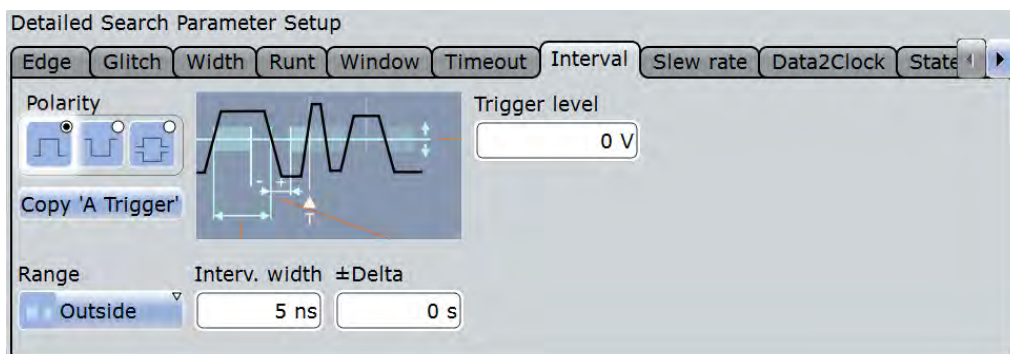 Detailed Search Parameter Setup
Edge Glitch Width Runt Window Timeout Interval Slew rate Data2Clock State
Polarity
Trigger level
0 V
Copy 'A Trigger'
- +
T
Range Interv. width ±Delta
Outside 5 ns 0 s